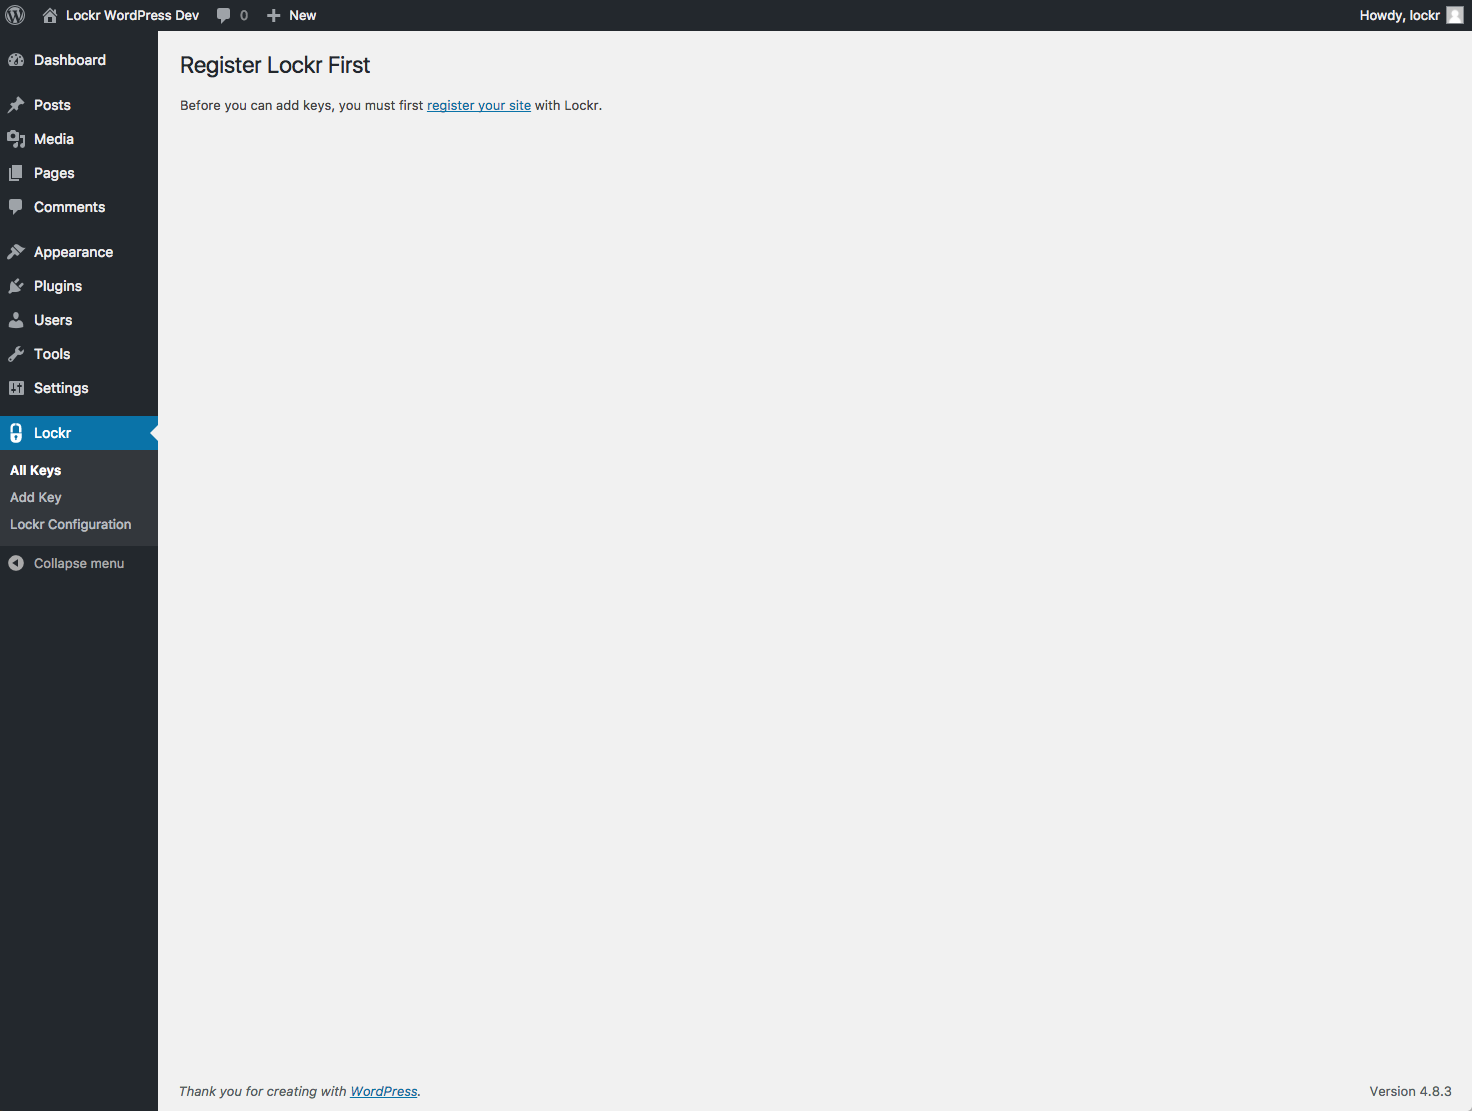 Lockr WordPress Dev 0 New Howdy, lockr
Dashboard
Posts
Media
Pages
Comments
Appearance
Plugins
Users
Tools
Settings
Lockr
All Keys
Add Key
Lockr Configuration
Collapse menu
Register Lockr First
Before you can add keys, you must first register your site with Lockr.
Thank you for creating with WordPress. Version 4.8.3